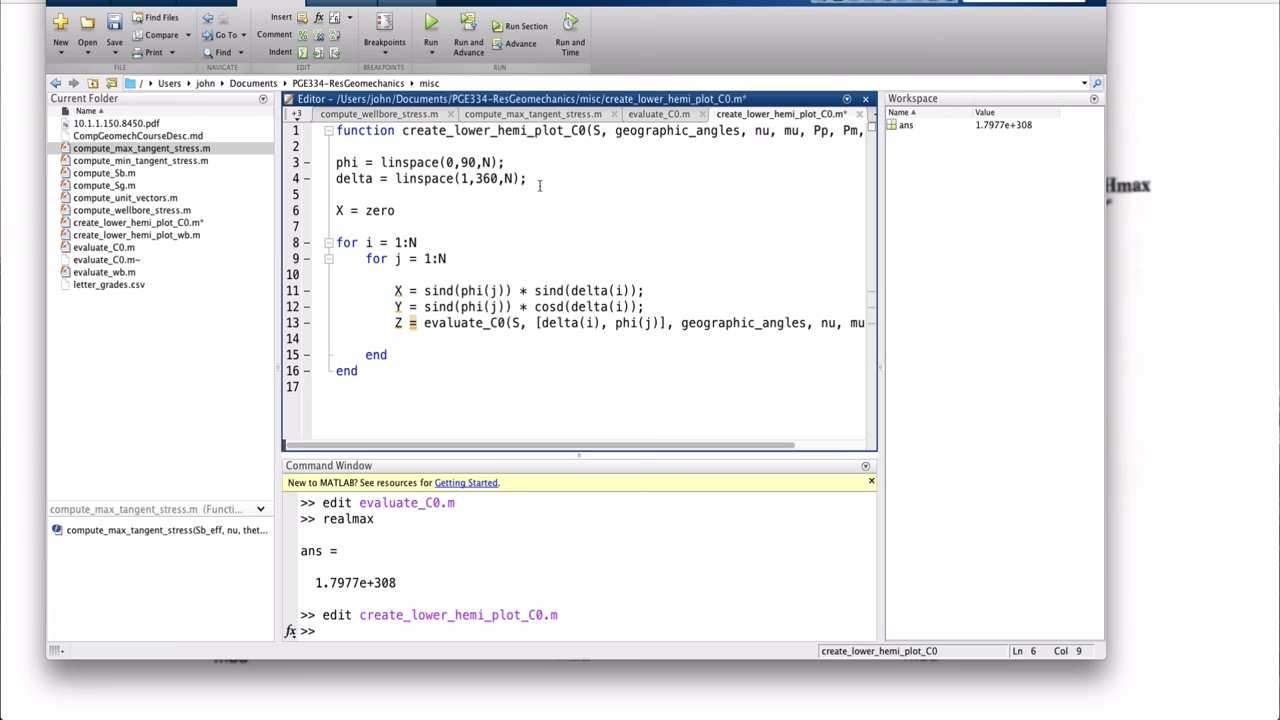 Insert fx
Find Files
Compare
Print
Go To
Find
Comment
Indent
New Open Save
Breakpoints
Run Run and Advance
Run Section
Advance
Run and Time
FILE NAVIGATE EDIT BREAKPOINTS RUN
/ Users john Documents PGE334-ResGeomechanics misc
Current Folder
Name
10.1.1.150.8450.pdf
CompGeomechCourseDesc.md
compute_max_tangent_stress.m
compute_min_tangent_stress.m
compute_Sb.m
compute_Sg.m
compute_unit_vectors.m
compute_wellbore_stress.m
create_lower_hemi_plot_C0.m*
create_lower_hemi_plot_wb.m
evaluate_C0.m
evaluate_C0.m~
evaluate_wb.m
letter_grades.csv
compute_max_tangent_stress.m (Functi...
compute_max_tangent_stress(Sb_eff, nu, thet...
Editor - /Users/john/Documents/PGE334-ResGeomechanics/misc/create_lower_hemi_plot_C0.m*
+3 compute_wellbore_stress.m compute_max_tangent_stress.m evaluate_C0.m create_lower_hemi_plot_C0.m*
1 function create_lower_hemi_plot_C0(S, geographic_angles, nu, mu, Pp, Pm,
2
3 phi = linspace(0,90,N);
4 delta = linspace(1,360,N);
5
6 X = zero
7
8 for i = 1:N
9 for j = 1:N
10
11 X = sind(phi(j)) * sind(delta(i));
12 Y = sind(phi(j)) * cosd(delta(i));
13 Z = evaluate_C0(S, [delta(i), phi(j)], geographic_angles, nu, mu
14
15 end
16 end
17
Command Window
New to MATLAB? See resources for Getting Started.
>> edit evaluate_C0.m
>> realmax
ans =
1.7977e+308
>> edit create_lower_hemi_plot_C0.m
fx >>
Workspace
Name Value
ans 1.7977e+308
Hmax
create_lower_hemi_plot_C0 Ln 6 Col 9